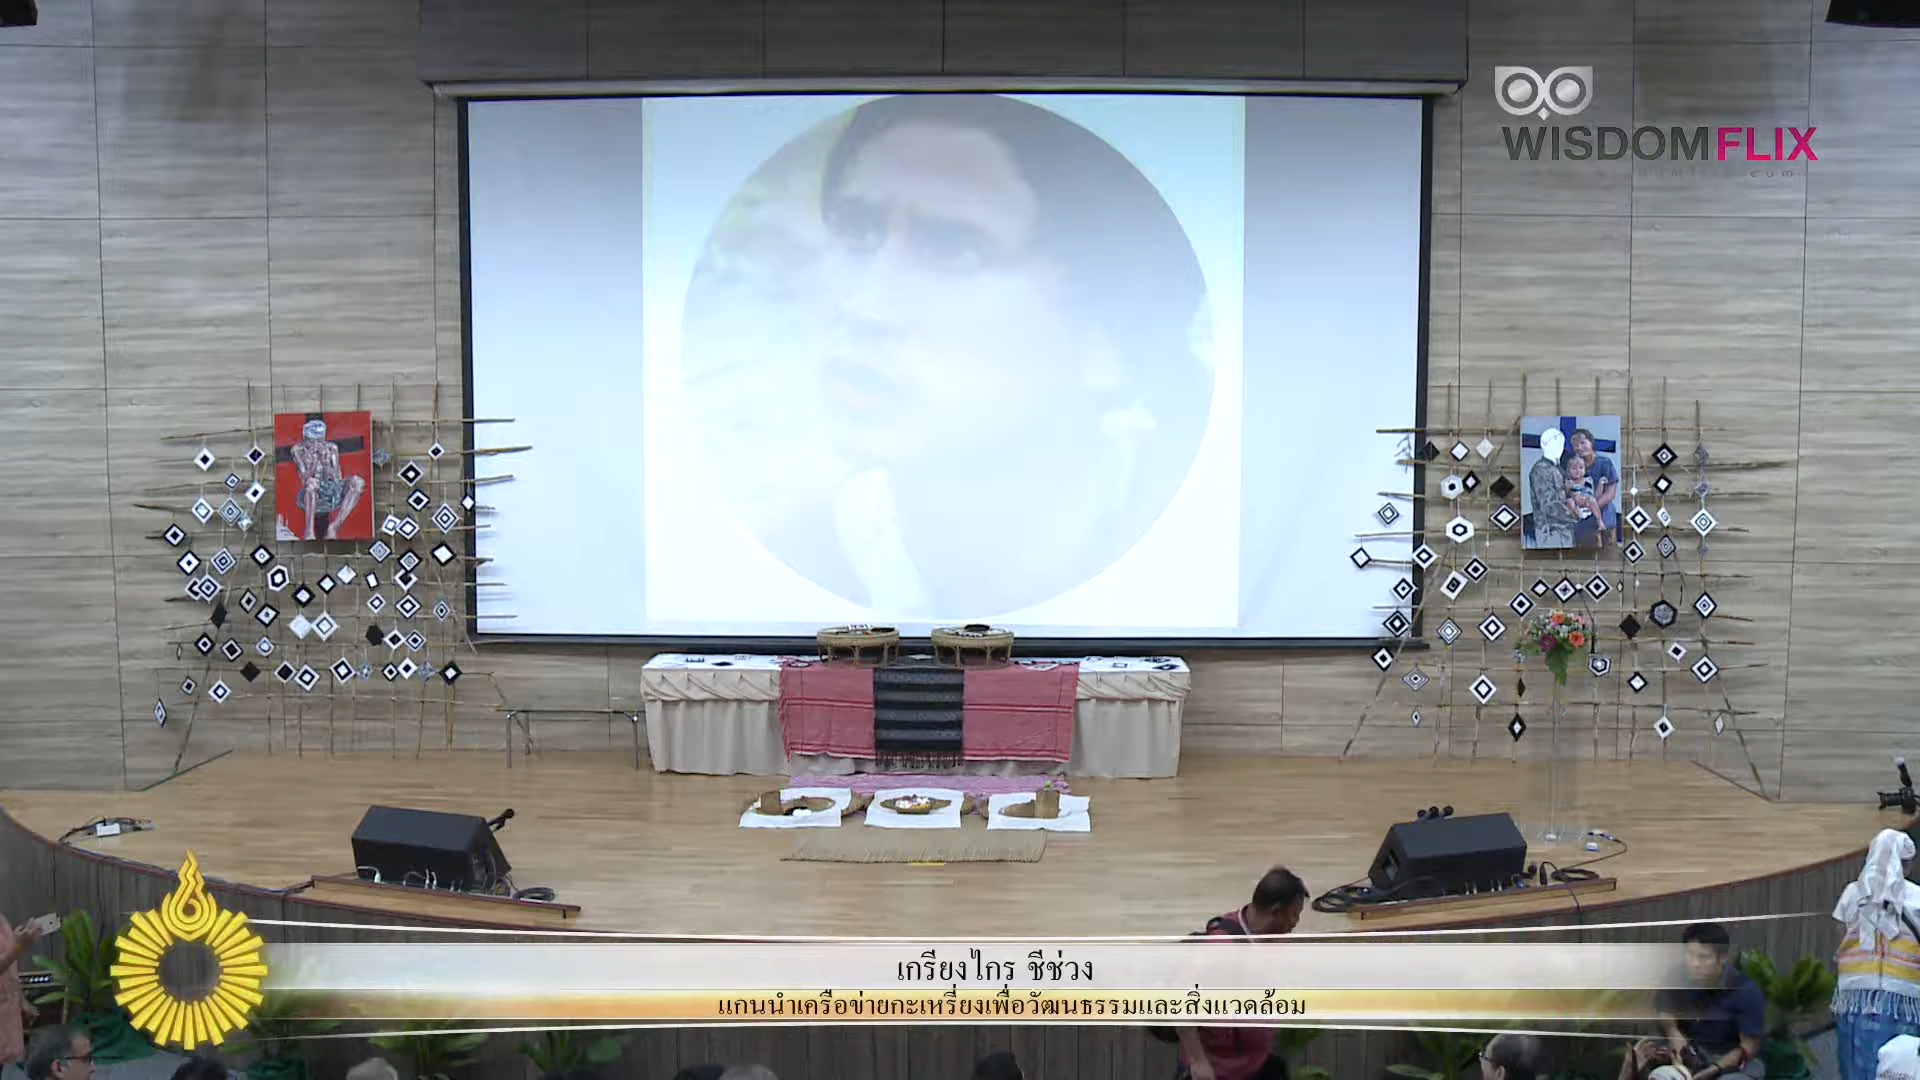 WISDOMFLIX
เกรียงไกร ชีช่วง
แกนนำเครือข่ายกะเหรี่ยงเพื่อวัฒนธรรมและสิ่งแวดล้อม